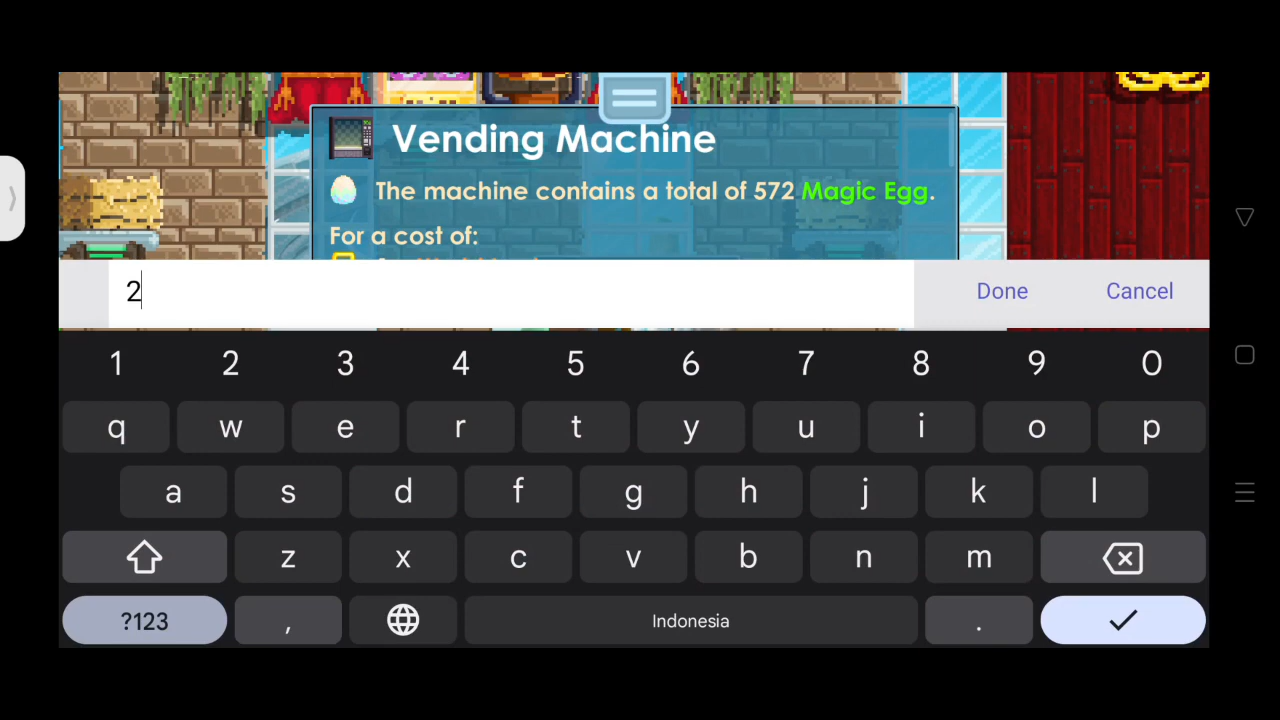 Vending Machine
The machine contains a total of 572 Magic Egg.
For a cost of:
2
Done
Cancel
1 2 3 4 5 6 7 8 9 0
q w e r t y u i o p
a s d f g h j k l
z x c v b n m
?123 , Indonesia .